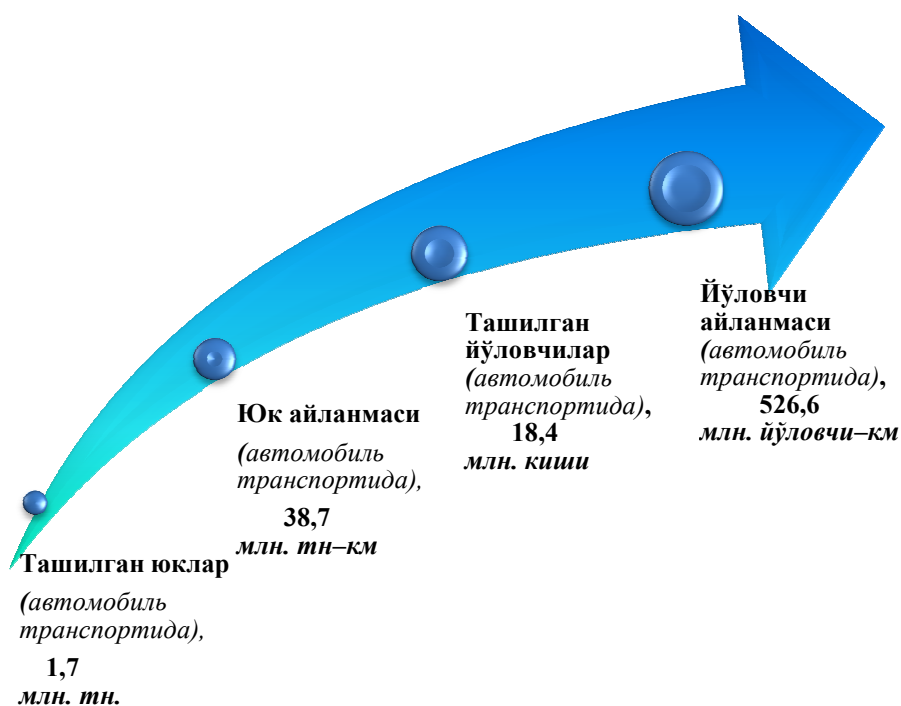 Ташилган юклар
(автомобиль
транспортида),
1,7
млн. тн.
Юк айланмаси
(автомобиль
транспортида),
38,7
млн. тн–км
Ташилган
йўловчилар
(автомобиль
транспортида),
18,4
млн. киши
Йўловчи
айланмаси
(автомобиль
транспортида),
526,6
млн. йўловчи–км